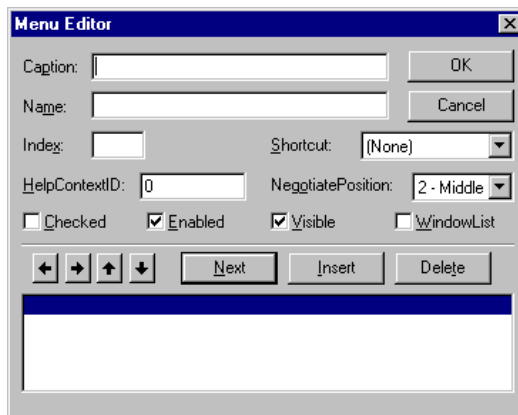 Menu Editor
Caption: OK
Name: Cancel
Index: Shortcut: (None)
HelpContextID: 0 NegotiatePosition: 2 - Middle
Checked Enabled Visible WindowList
Next Insert Delete